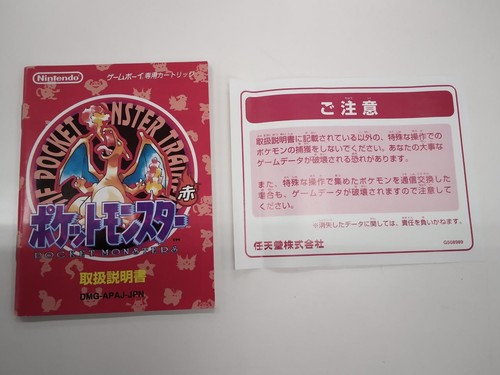 Nintendo
ゲームボーイ専用カートリッジ
THE POCKET MONSTER TRAINER
赤
ポケットモンスター
TM
POCKET MONSTERS
取扱説明書
DMG-APAJ-JPN
ご注意
取扱説明書に記載されている以外の、特殊な操作での
ポケモンの捕獲をしないでください。あなたの大事な
ゲームデータが破壊される恐れがあります。
また、特殊な操作で集めたポケモンを通信交換した
場合も、ゲームデータが破壊されますので注意して
ください。
※消失したデータに関しては、責任を負いかねます。
任天堂株式会社